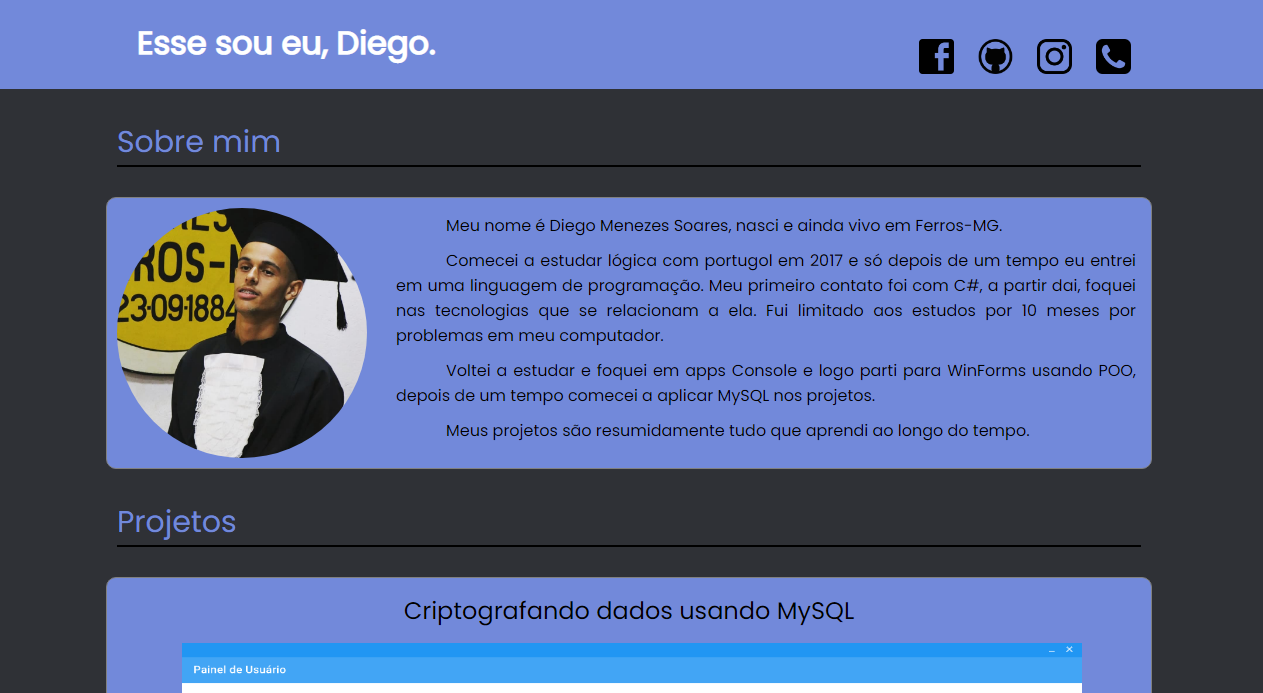 Esse sou eu, Diego.
Sobre mim
23·09·1884
Meu nome é Diego Menezes Soares, nasci e ainda vivo em Ferros-MG.
Comecei a estudar lógica com portugol em 2017 e só depois de um tempo eu entrei
em uma linguagem de programação. Meu primeiro contato foi com C#, a partir dai, foquei
nas tecnologias que se relacionam a ela. Fui limitado aos estudos por 10 meses por
problemas em meu computador.
Voltei a estudar e foquei em apps Console e logo parti para WinForms usando POO,
depois de um tempo comecei a aplicar MySQL nos projetos.
Meus projetos são resumidamente tudo que aprendi ao longo do tempo.
Projetos
Criptografando dados usando MySQL
Painel de Usuário